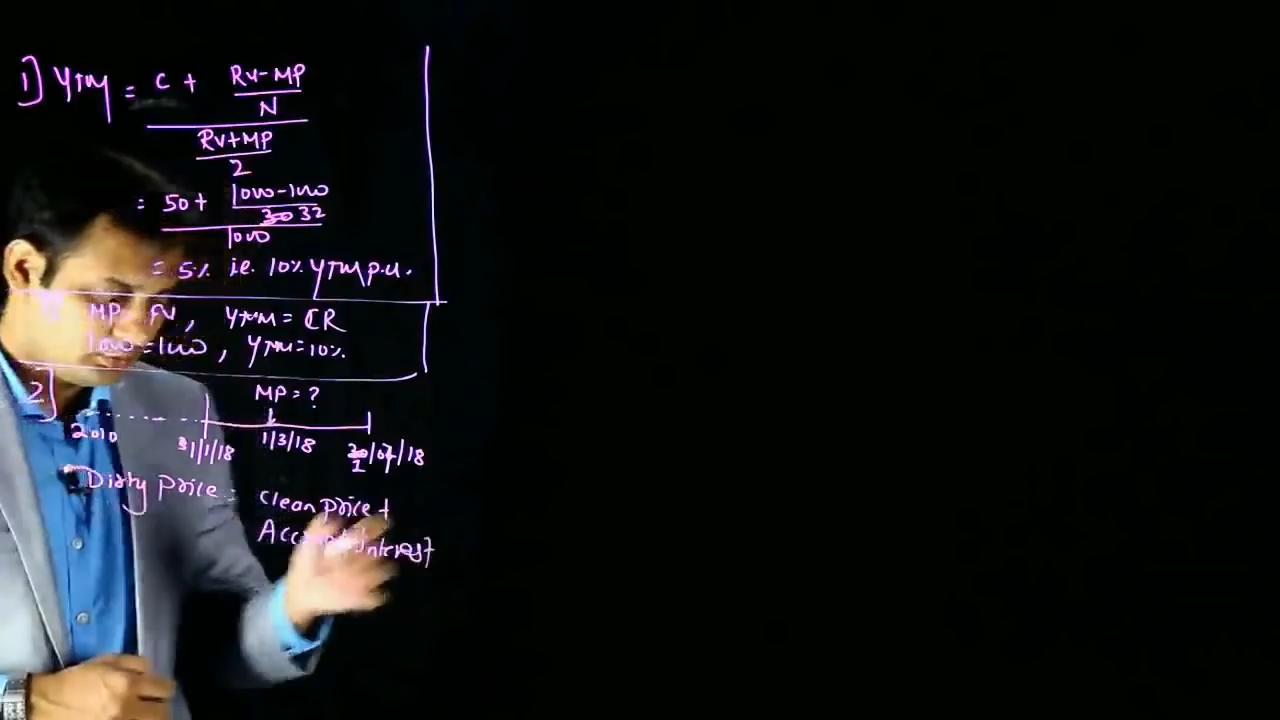 1] YTM = C + RV-MP
N
RV+MP
2
= 50+ 1000-1000
30 32
1000
= 5% i.e. 10% YTM p.a.
MP = FV, YTM = CR
1000 = 1000, YTM = 10%.
2] MP = ?
2010 31/1/18 1/3/18 /07/18
Dirty price = Clean price +
Interest